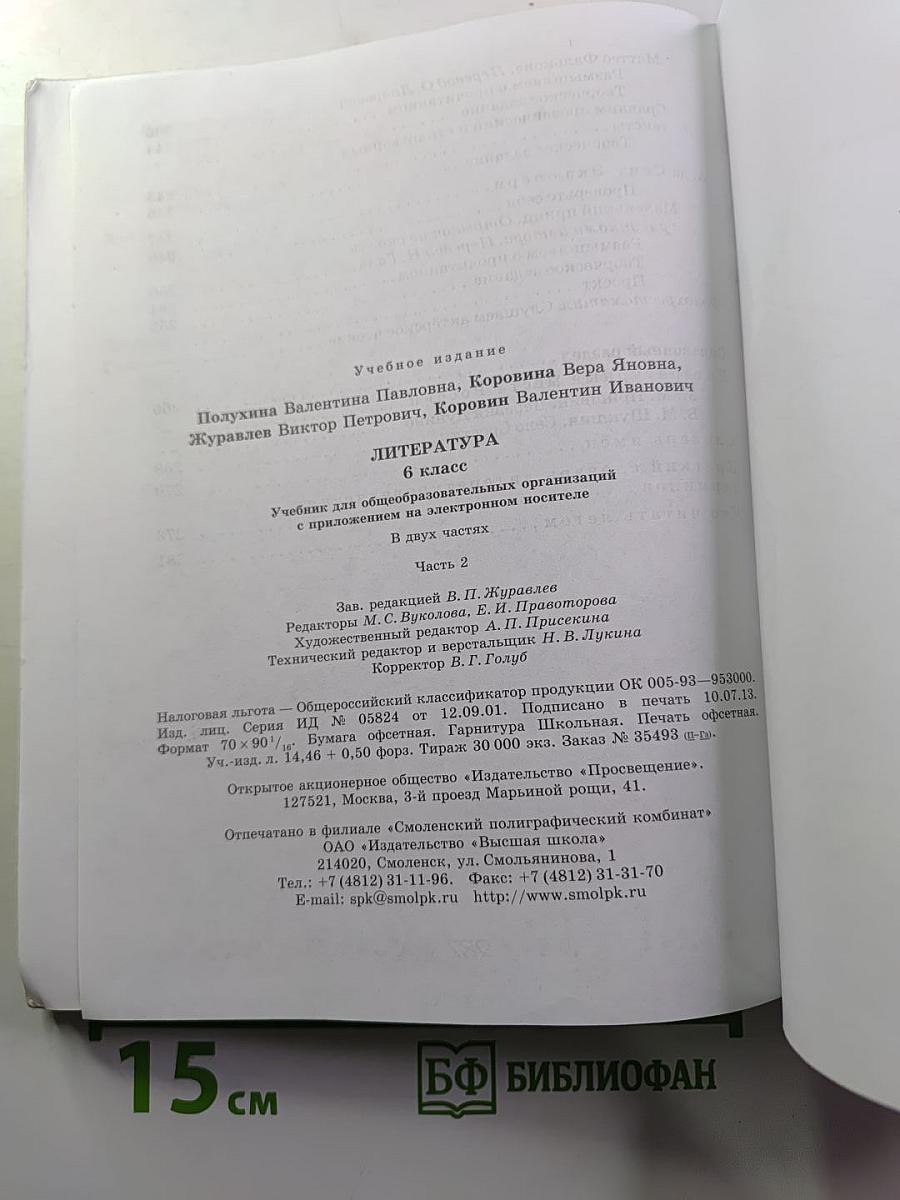 Учебное издание
Полухина Валентина Павловна, Коровина Вера Яновна,
Журавлев Виктор Петрович, Коровин Валентин Иванович
ЛИТЕРАТУРА
6 класс
Учебник для общеобразовательных организаций
с приложением на электронном носителе
В двух частях
Часть 2
Зав. редакцией В. П. Журавлев
Редакторы М. С. Вуколова, Е. И. Правоторова
Художественный редактор А. П. Присекина
Технический редактор и верстальщик Н. В. Лукина
Корректор В. Г. Голуб
Налоговая льгота — Общероссийский классификатор продукции ОК 005-93—953000.
Изд. лиц. Серия ИД № 05824 от 12.09.01. Подписано в печать 10.07.13.
Формат 70×90 1/16. Бумага офсетная. Гарнитура Школьная. Печать офсетная.
Уч.-изд. л. 14,46 + 0,50 форз. Тираж 30 000 экз. Заказ № 35493 (П-Гз).
Открытое акционерное общество «Издательство «Просвещение».
127521, Москва, 3-й проезд Марьиной рощи, 41.
Отпечатано в филиале «Смоленский полиграфический комбинат»
ОАО «Издательство «Высшая школа»
214020, Смоленск, ул. Смольянинова, 1
Тел.: +7 (4812) 31-11-96. Факс: +7 (4812) 31-31-70
E-mail: spk@smolpk.ru http://www.smolpk.ru
15 см
БФ БИБЛИОФАН